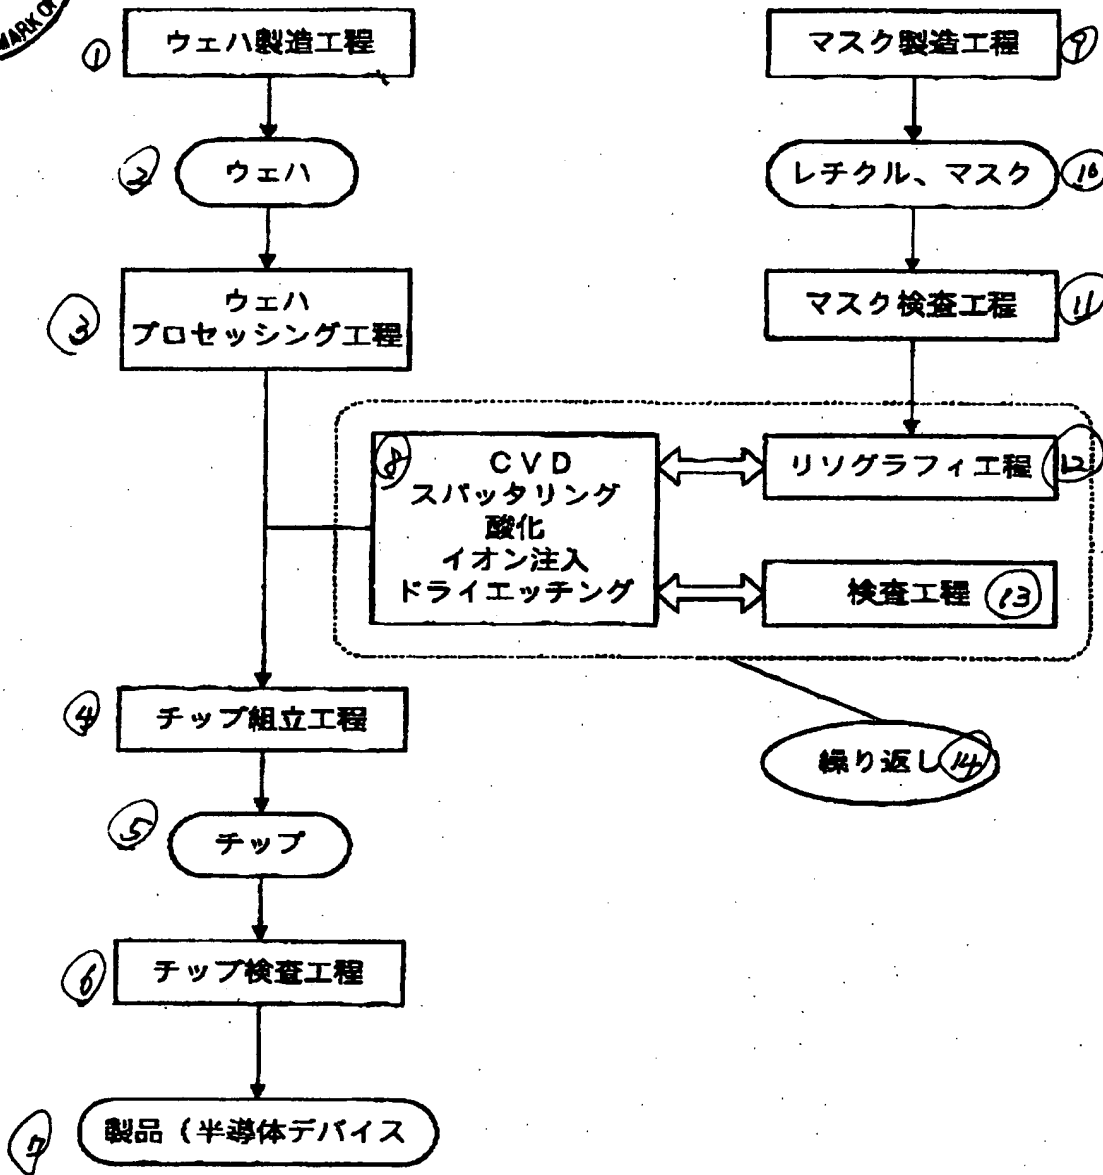 MARK OF
① ウェハ製造工程
② ウェハ
③ ウェハ
プロセッシング工程
④ チップ組立工程
⑤ チップ
⑥ チップ検査工程
⑦ 製品（半導体デバイス
⑧ CVD
スパッタリング
酸化
イオン注入
ドライエッチング
マスク製造工程 ⑨
レチクル、マスク ⑩
マスク検査工程 ⑪
リソグラフィ工程 ⑫
検査工程 ⑬
繰り返し ⑭